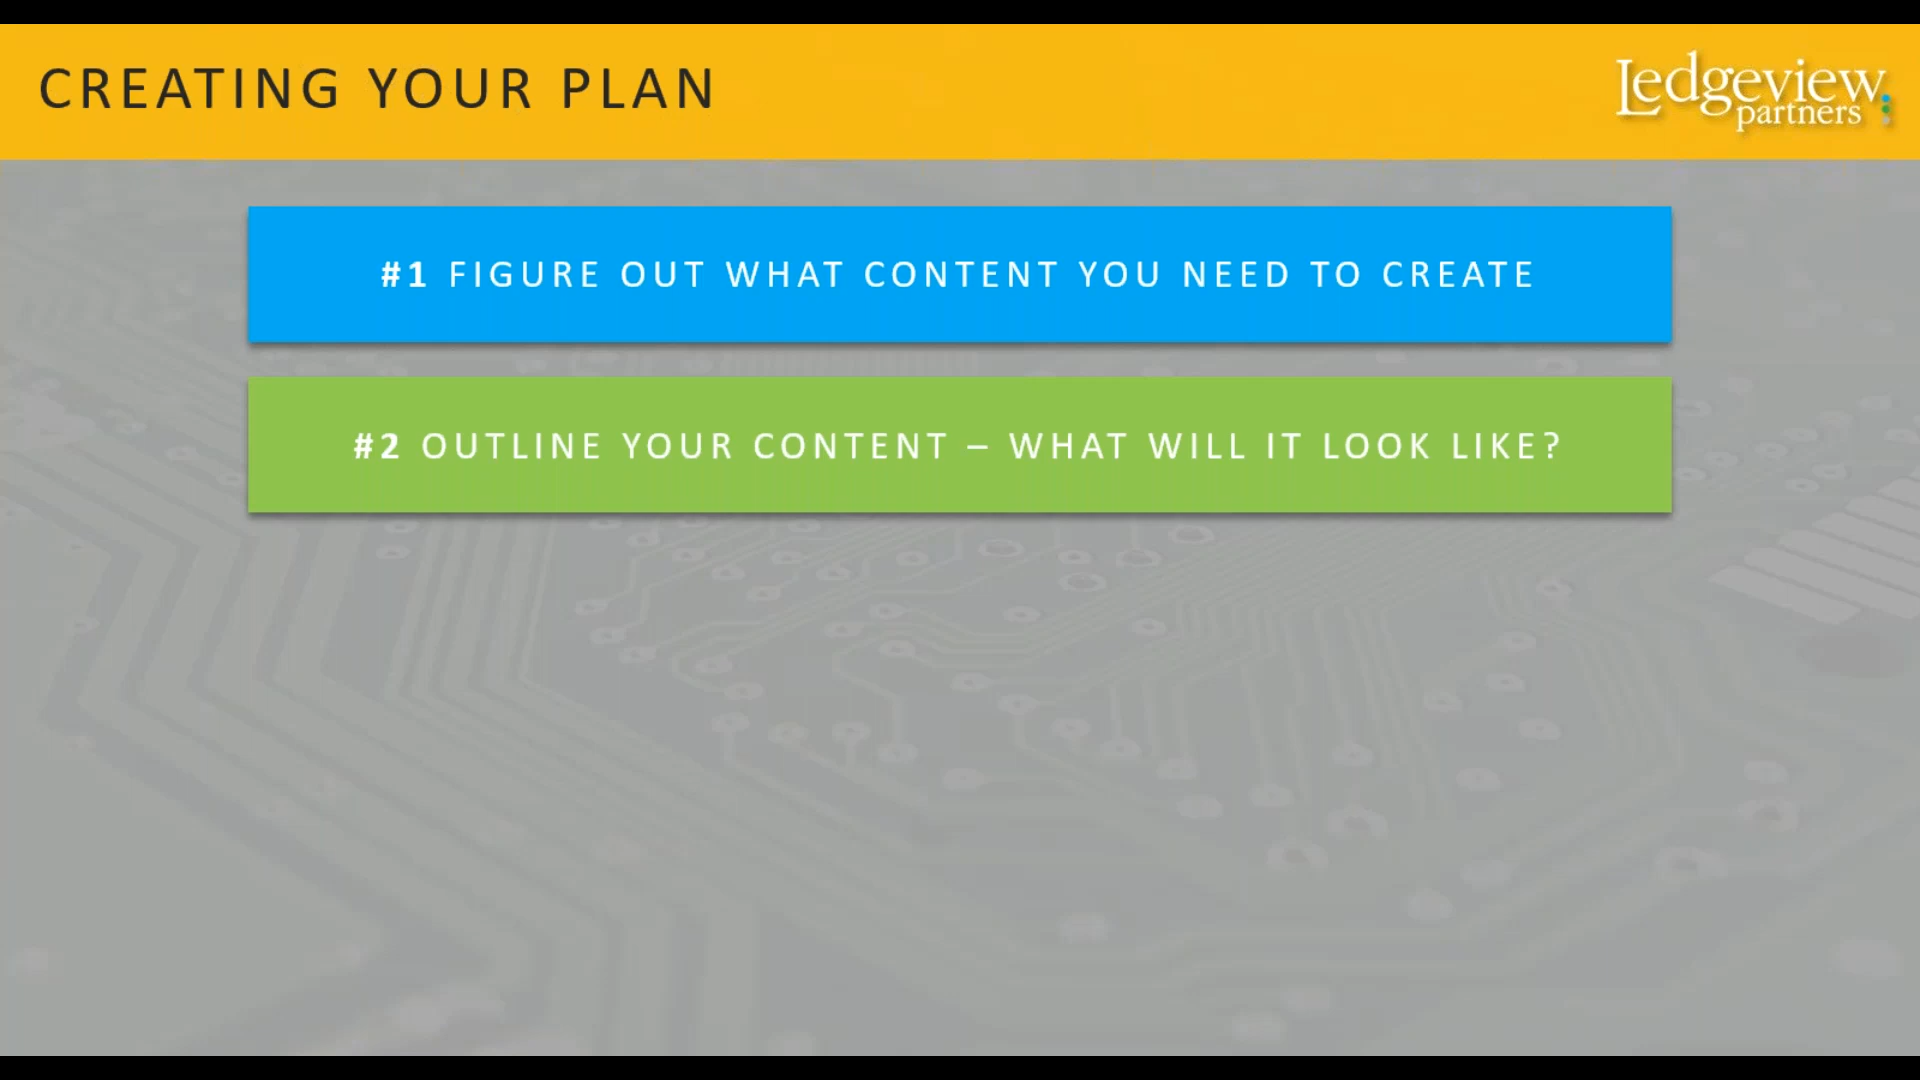 CREATING YOUR PLAN
Ledgeview
partners
#1 FIGURE OUT WHAT CONTENT YOU NEED TO CREATE
#2 OUTLINE YOUR CONTENT – WHAT WILL IT LOOK LIKE?